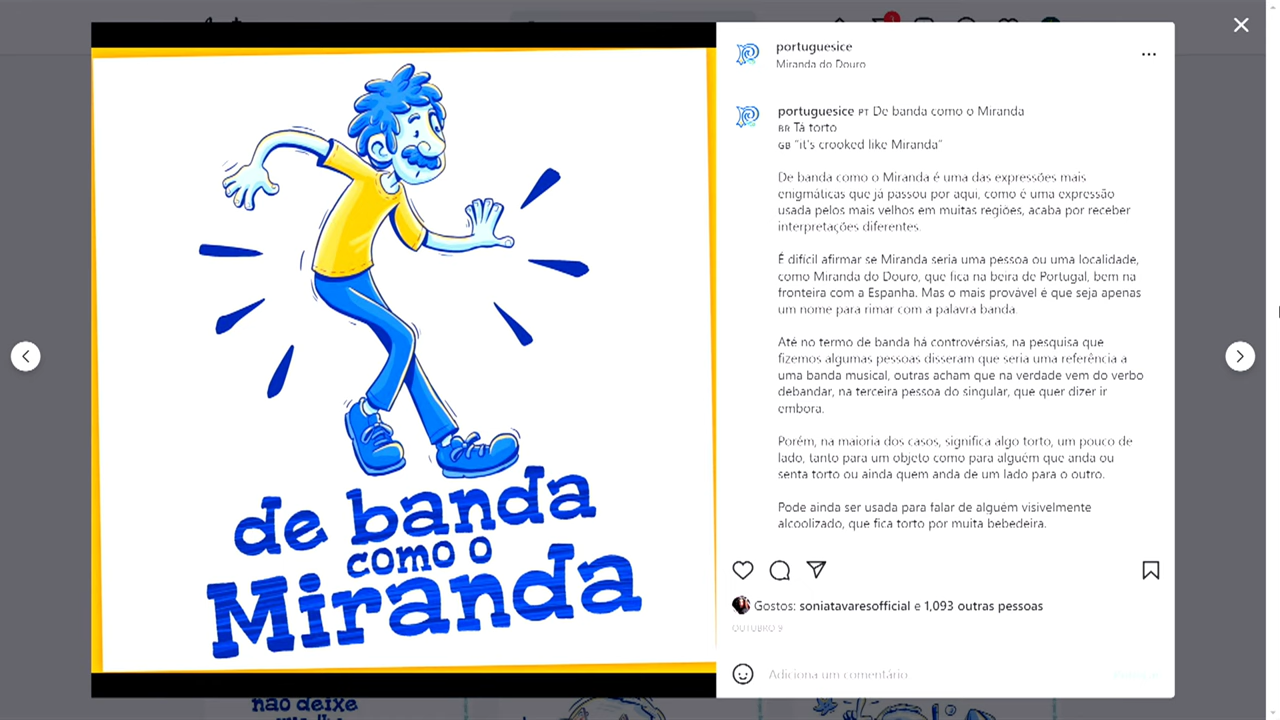 de banda
como o
Miranda
portuguesice
Miranda do Douro
portuguesice PT De banda como o Miranda
BR Tá torto
GB "it's crooked like Miranda"
De banda como o Miranda é uma das expressões mais
enigmáticas que já passou por aqui, como é uma expressão
usada pelos mais velhos em muitas regiões, acaba por receber
interpretações diferentes.
É difícil afirmar se Miranda seria uma pessoa ou uma localidade,
como Miranda do Douro, que fica na beira de Portugal, bem na
fronteira com a Espanha. Mas o mais provável é que seja apenas
um nome para rimar com a palavra banda.
Até no termo de banda há controvérsias, na pesquisa que
fizemos algumas pessoas disseram que seria uma referência a
uma banda musical, outras acham que na verdade vem do verbo
debandar, na terceira pessoa do singular, que quer dizer ir
embora.
Porém, na maioria dos casos, significa algo torto, um pouco de
lado, tanto para um objeto como para alguém que anda ou
senta torto ou ainda quem anda de um lado para o outro.
Pode ainda ser usada para falar de alguém visivelmente
alcoolizado, que fica torto por muita bebedeira.
Gostos: soniatavaresofficial e 1,093 outras pessoas
OUTUBRO 9
Adiciona um comentário
não deixe